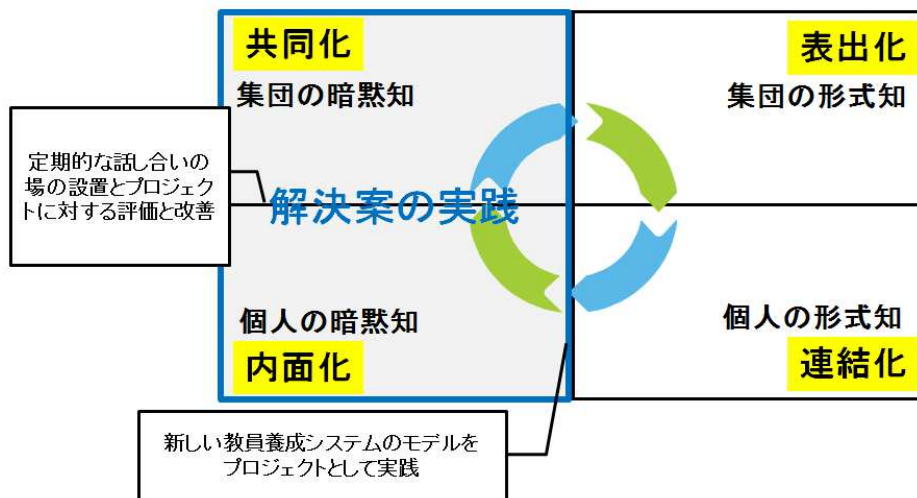 共同化
集団の暗黙知
表出化
集団の形式知
定期的な話し合いの
場の設置とプロジェク
トに対する評価と改善
解決案の実践
個人の暗黙知
内面化
個人の形式知
連結化
新しい教員養成システムのモデルを
プロジェクトとして実践